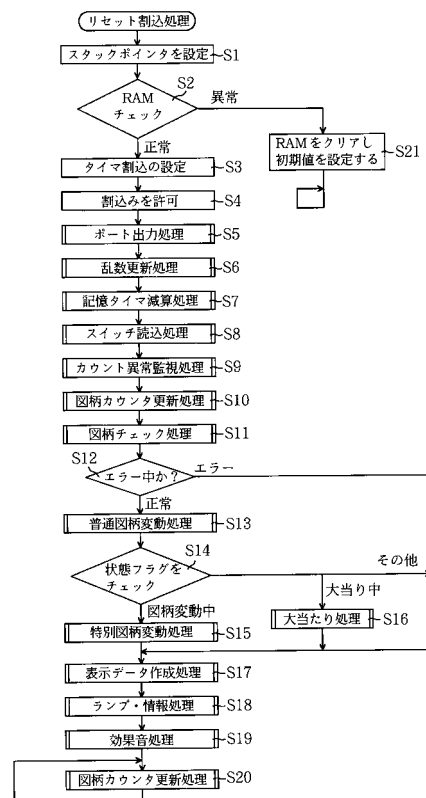 リセット割込処理
スタックポインタを設定
S1
S2
RAM
チェック
異常
正常
RAMをクリアし
初期値を設定する
S21
タイマ割込の設定
S3
割込みを許可
S4
ポート出力処理
S5
乱数更新処理
S6
記憶タイマ減算処理
S7
スイッチ読込処理
S8
カウント異常監視処理
S9
図柄カウンタ更新処理
S10
図柄チェック処理
S11
S12
エラー中か？
エラー
正常
普通図柄変動処理
S13
S14
状態フラグを
チェック
その他
大当り中
図柄変動中
特別図柄変動処理
S15
大当たり処理
S16
表示データ作成処理
S17
ランプ・情報処理
S18
効果音処理
S19
図柄カウンタ更新処理
S20